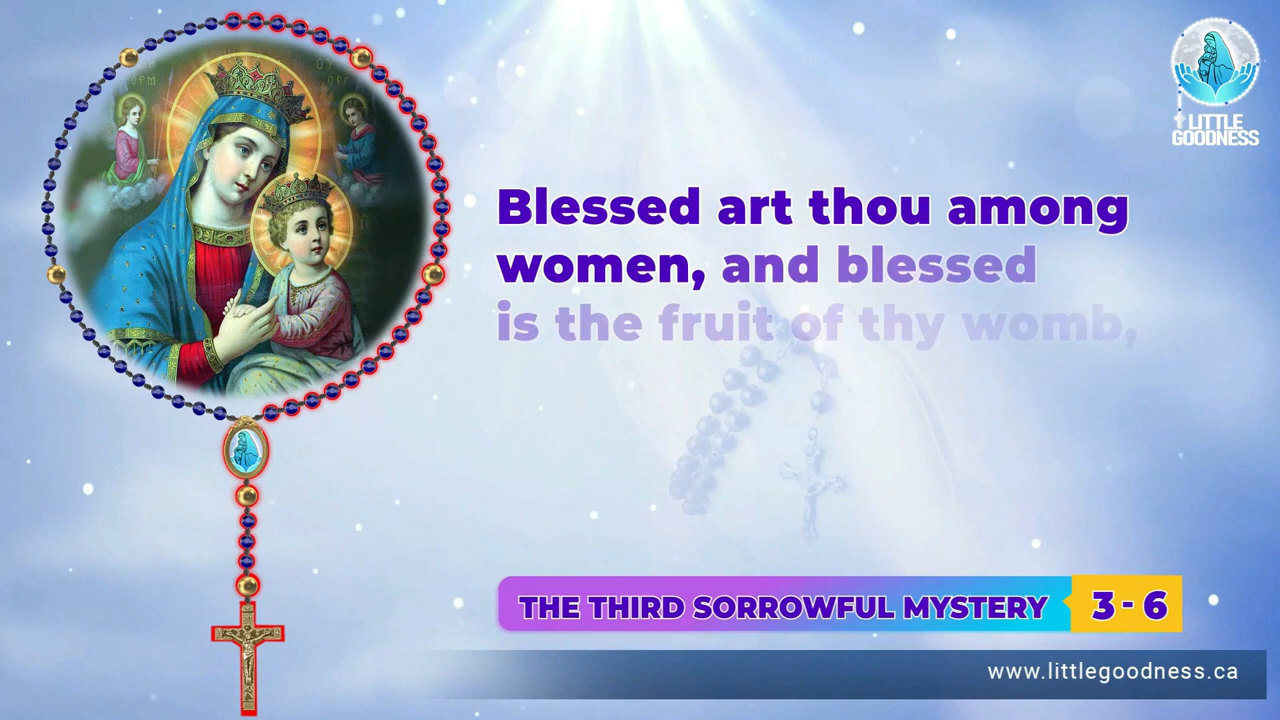 LITTLE
GOODNESS
Blessed art thou among
women, and blessed
is the fruit of thy womb,
THE THIRD SORROWFUL MYSTERY 3 - 6
www.littlegoodness.ca